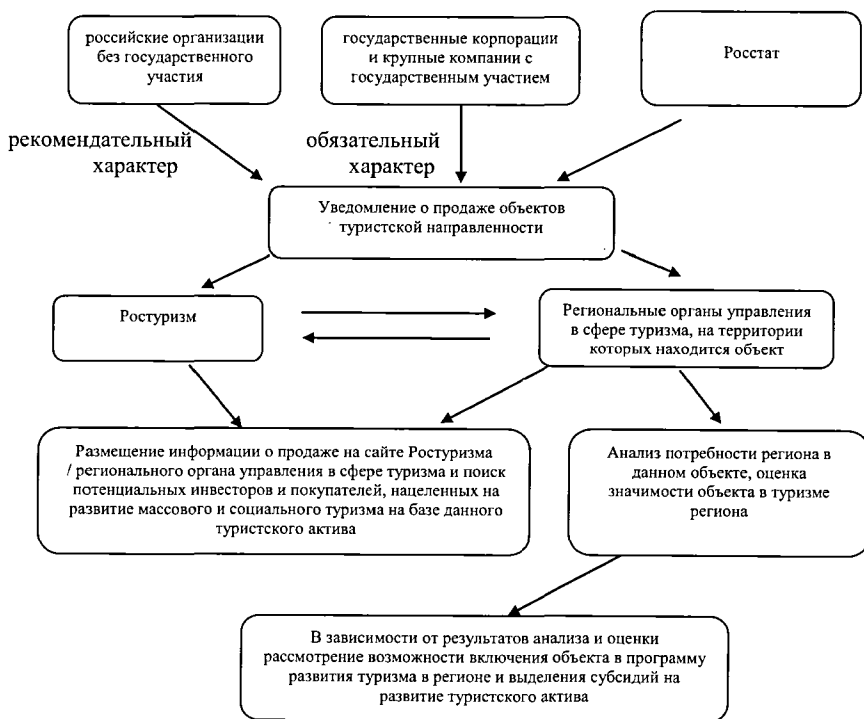 российские организации
без государственного
участия
государственные корпорации
и крупные компании с
государственным участием
Росстат
рекомендательный
характер
обязательный
характер
Уведомление о продаже объектов
туристской направленности
Ростуризм
Региональные органы управления
в сфере туризма, на территории
которых находится объект
Размещение информации о продаже на сайте Ростуризма
/ регионального органа управления в сфере туризма и поиск
потенциальных инвесторов и покупателей, нацеленных на
развитие массового и социального туризма на базе данного
туристского актива
Анализ потребности региона в
данном объекте, оценка
значимости объекта в туризме
региона
В зависимости от результатов анализа и оценки
рассмотрение возможности включения объекта в программу
развития туризма в регионе и выделения субсидий на
развитие туристского актива